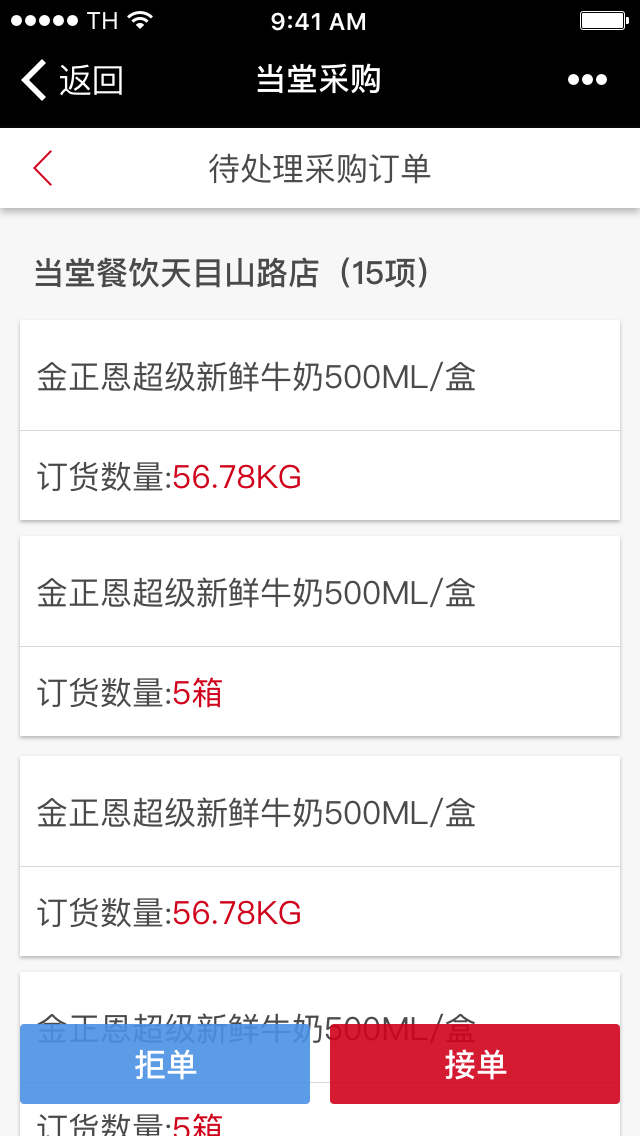 TH 9:41 AM
返回 当堂采购
待处理采购订单
当堂餐饮天目山路店（15项）
金正恩超级新鲜牛奶500ML/盒
订货数量:56.78KG
金正恩超级新鲜牛奶500ML/盒
订货数量:5箱
金正恩超级新鲜牛奶500ML/盒
订货数量:56.78KG
金正恩超级新鲜牛奶500ML/盒
拒单 接单
订货数量:5箱